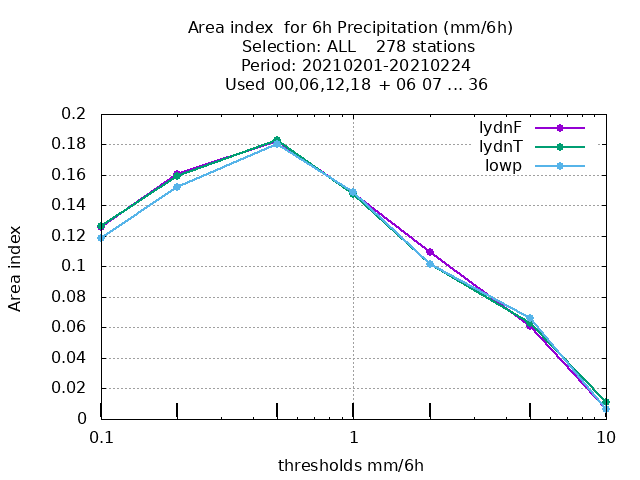 Area index  for 6h Precipitation (mm/6h)
Selection: ALL    278 stations
Period: 20210201-20210224
Used  00,06,12,18  + 06 07 ... 36
lydnF
lydnT
lowp
0.2
0.18
0.16
0.14
0.12
0.1
0.08
0.06
0.04
0.02
0
Area index
0.1
1
10
thresholds mm/6h